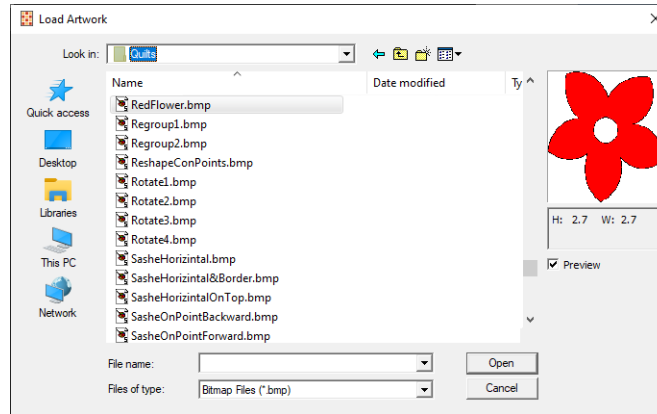 Load Artwork
Look in: Quilts
Name Date modified Ty
Quick access
Desktop
Libraries
This PC
Network
RedFlower.bmp
Regroup1.bmp
Regroup2.bmp
ReshapeConPoints.bmp
Rotate1.bmp
Rotate2.bmp
Rotate3.bmp
Rotate4.bmp
SasheHorizintal.bmp
SasheHorizintal&Border.bmp
SasheHorizintalOnTop.bmp
SasheOnPointBackward.bmp
SasheOnPointForward.bmp
H: 2.7 W: 2.7
Preview
File name:
Open
Files of type: Bitmap Files (*.bmp)
Cancel